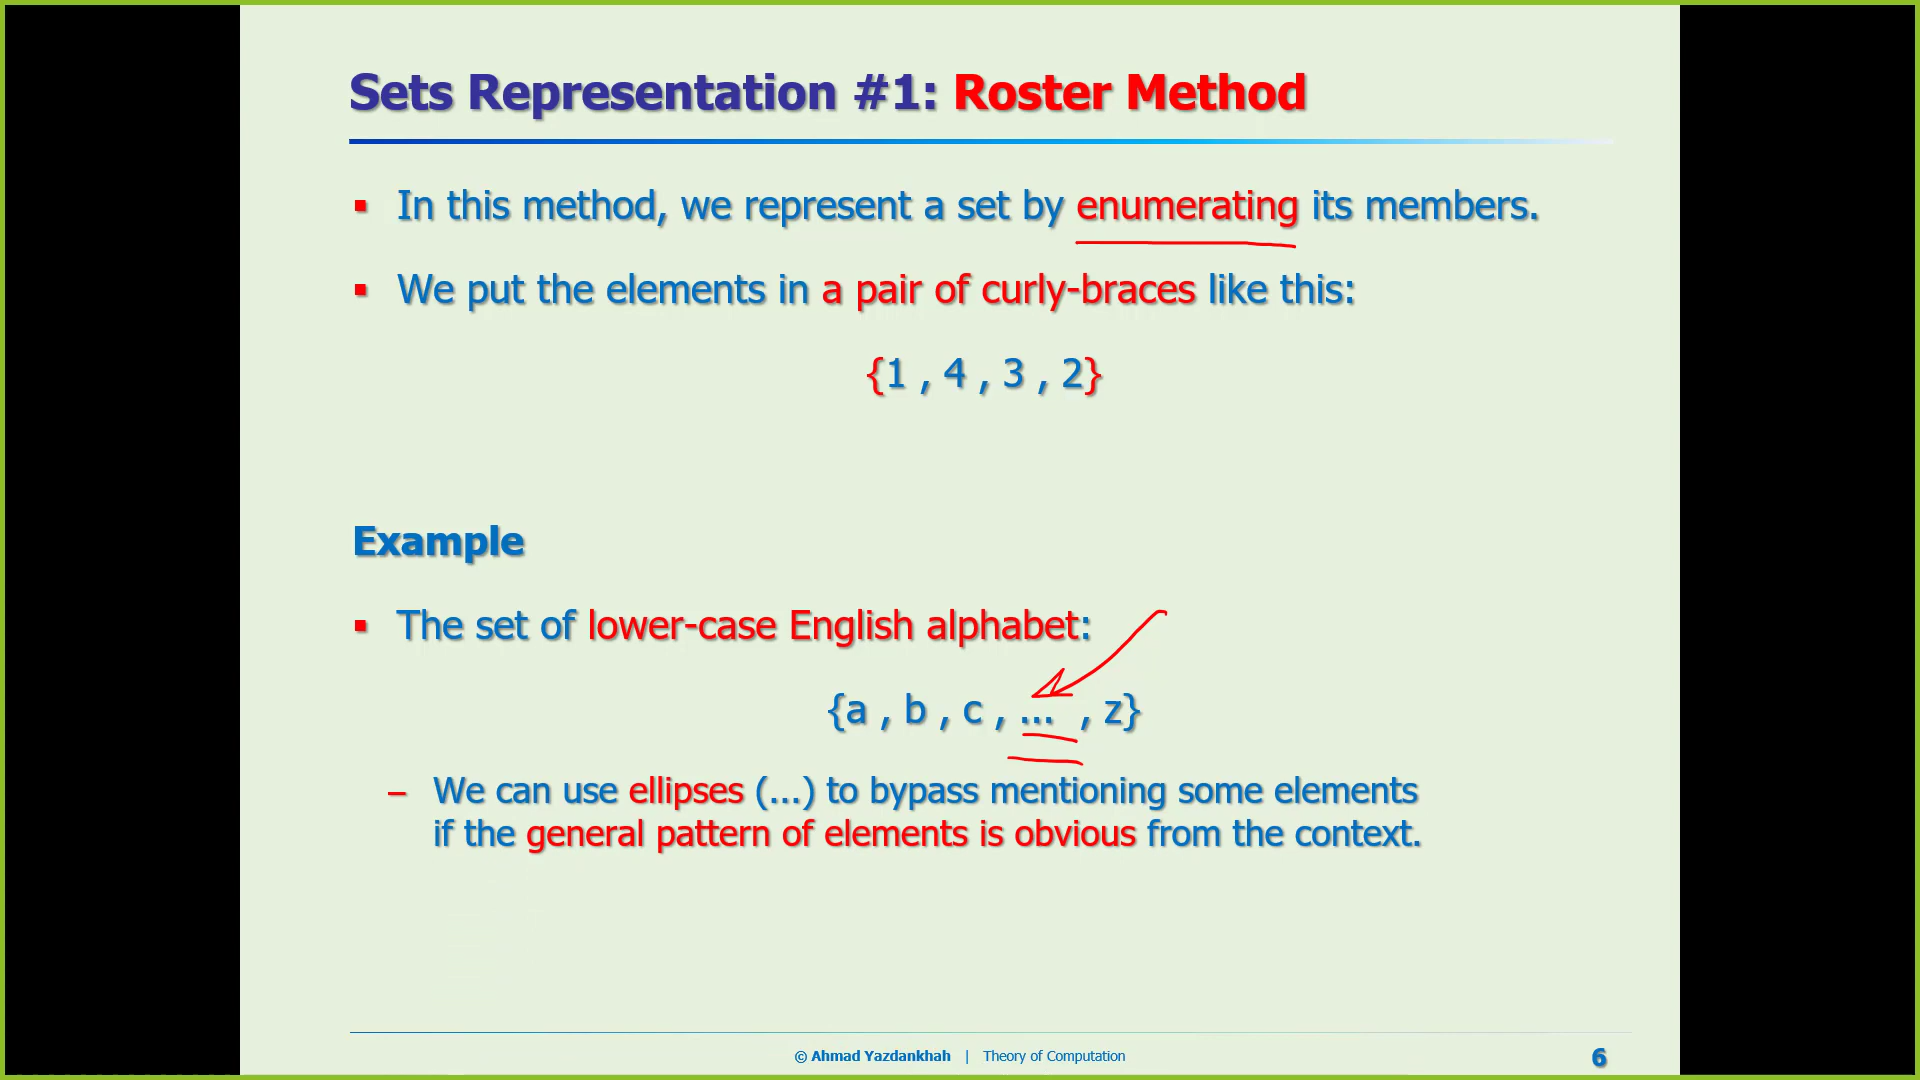 Sets Representation #1: Roster Method
▪ In this method, we represent a set by enumerating its members.
▪ We put the elements in a pair of curly-braces like this:
{1 , 4 , 3 , 2}
Example
▪ The set of lower-case English alphabet:
{a , b , c , ... , z}
– We can use ellipses (...) to bypass mentioning some elements
if the general pattern of elements is obvious from the context.
© Ahmad Yazdankhah | Theory of Computation
6